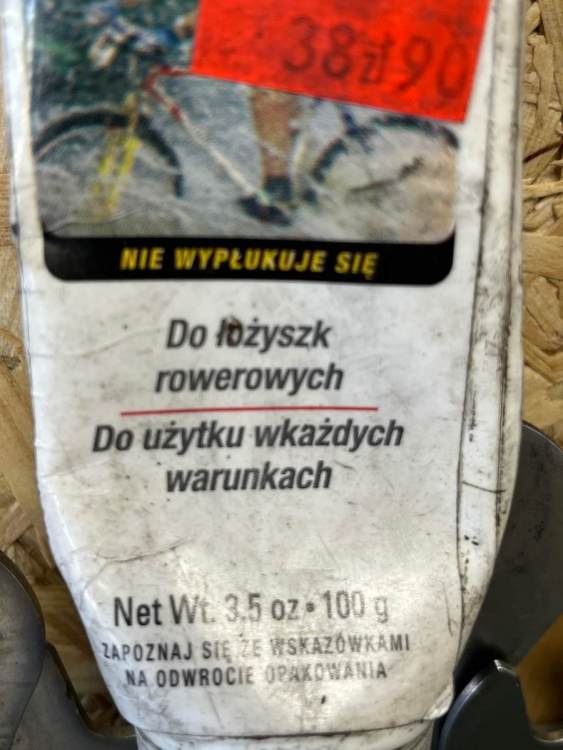 38zł90
NIE WYPŁUKUJE SIĘ
Do łożyszk
rowerowych
Do użytku wkażdych
warunkach
Net Wt. 3.5 oz • 100 g
ZAPOZNAJ SIĘ ZE WSKAZÓWKAMI
NA ODWROCIE OPAKOWANIA